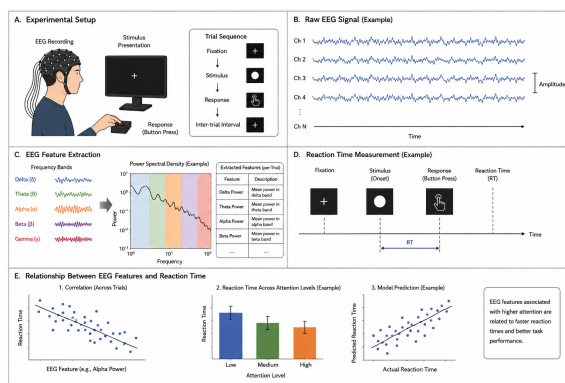 A. Experimental Setup
EEG Recording
Stimulus
Presentation
Response
(Button Press)
Trial Sequence
Fixation
Stimulus
Response
Inter-trial Interval
B. Raw EEG Signal (Example)
Ch 1
Ch 2
Ch 3
Ch 4
⋮
Ch N
Amplitude
Time
C. EEG Feature Extraction
Frequency Bands
Delta (δ)
Theta (θ)
Alpha (α)
Beta (β)
Gamma (γ)
Power Spectral Density (Example)
Power
Frequency
Extracted Features (per Trial)
Feature Description
Delta Power Mean power in
delta band
Theta Power Mean power in
theta band
Alpha Power Mean power in
alpha band
Beta Power Mean power in
beta band
... ...
D. Reaction Time Measurement (Example)
Fixation
Stimulus
(Onset)
Response
(Button Press)
Reaction Time
(RT)
Time
RT
E. Relationship Between EEG Features and Reaction Time
1. Correlation (Across Trials)
Reaction Time
EEG Feature (e.g., Alpha Power)
2. Reaction Time Across Attention Levels (Example)
Reaction Time
Low Medium High
Attention Level
3. Model Prediction (Example)
Predicted Reaction Time
Actual Reaction Time
EEG features associated
with higher attention are
related to faster reaction
times and better task
performance.